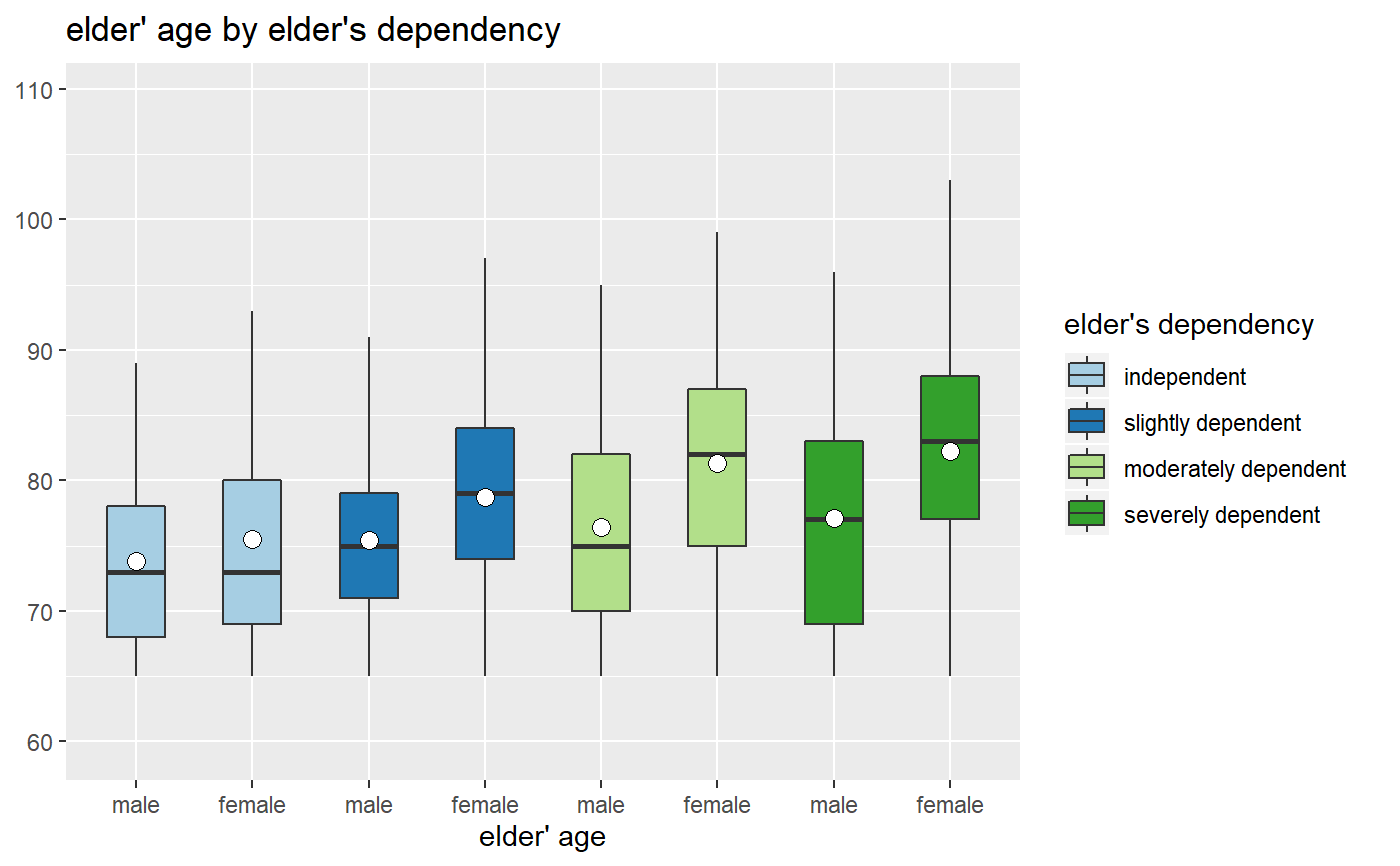 elder' age by elder's dependency
110
100
90
80
70
60
male female male female male female male female
elder' age
elder's dependency
independent
slightly dependent
moderately dependent
severely dependent